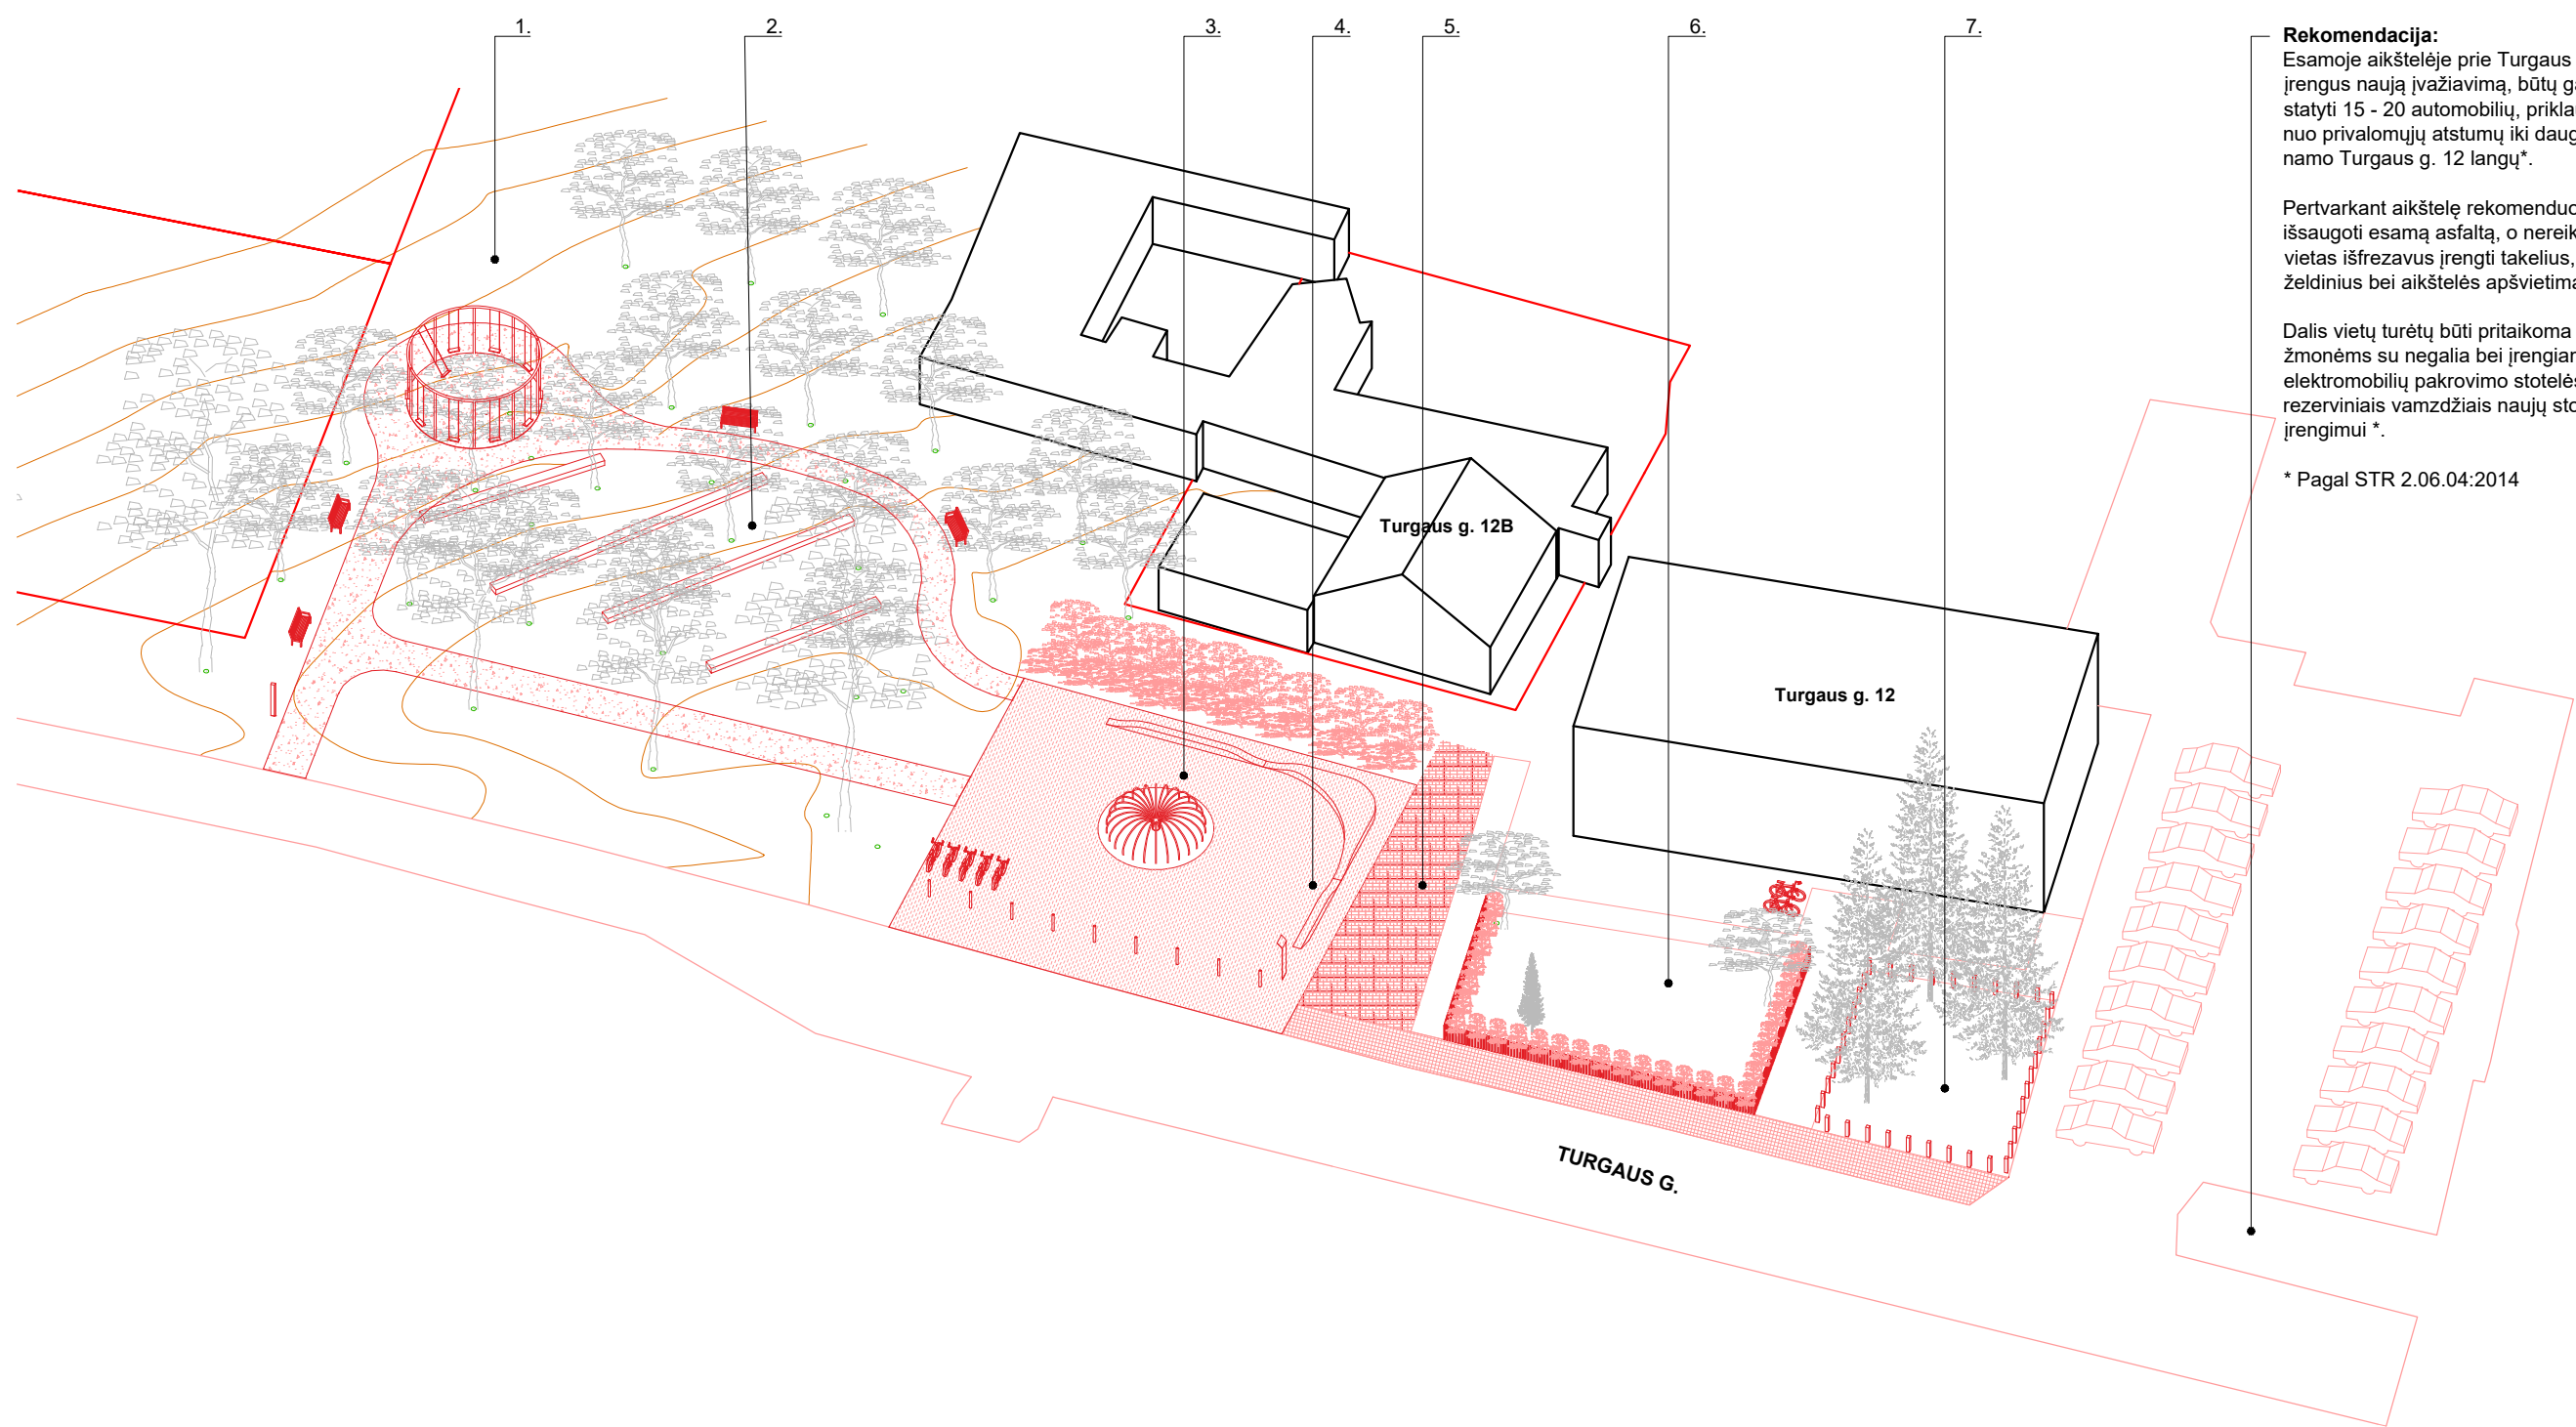 1.
2.
3.
4.
5.
6.
7.
Rekomendacija:
Esamoje aikštelėje prie Turgaus
įrengus naują įvažiavimą, būtų
statyti 15 - 20 automobilių,
nuo privalomųjų atstumų iki
namo Turgaus g. 12 langų*.
Pertvarkant aikštelę
išsaugoti esamą asfaltą, o
vietas išfrezavus įrengti takelius,
želdinius bei aikštelės
Dalis vietų turėtų būti pritaikoma
žmonėms su negalia bei
elektromobilių pakrovimo
rezerviniais vamzdžiais naujų
įrengimui *.
* Pagal STR 2.06.04:2014
Turgaus g. 12B
Turgaus g. 12
TURGAUS G.